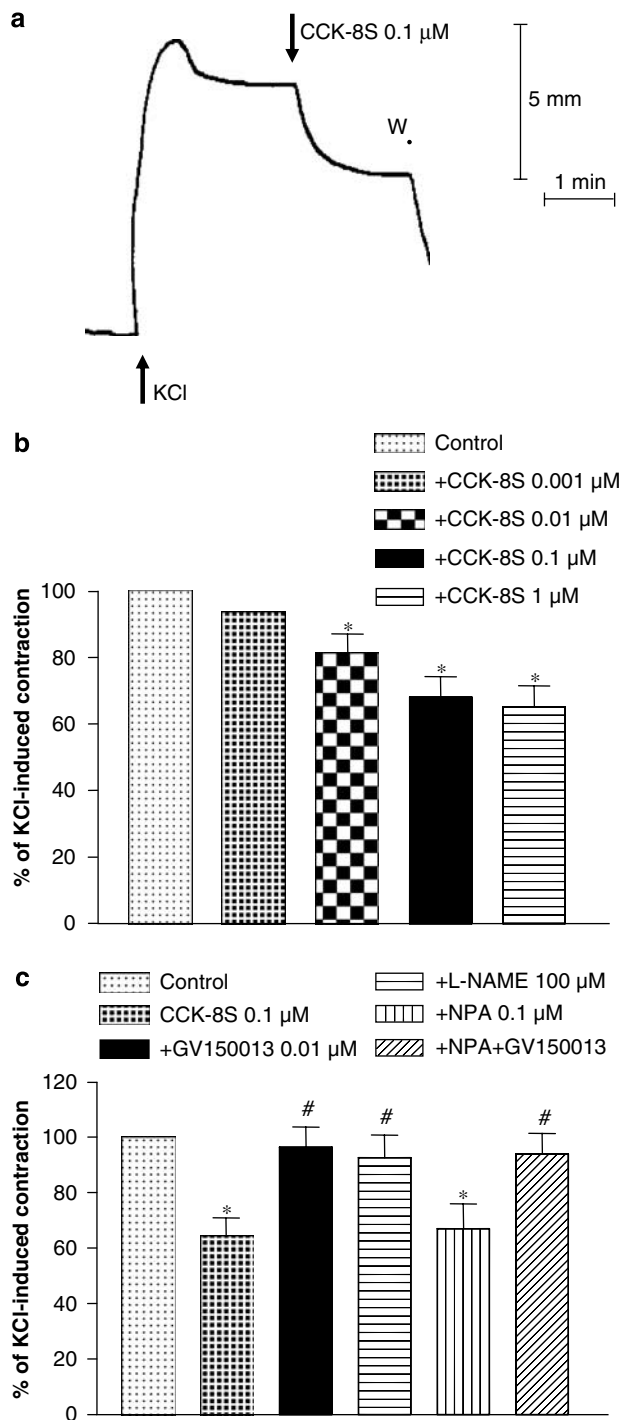 a
CCK-8S 0.1 μM
W
5 mm
1 min
KCl
b
Control
+CCK-8S 0.001 μM
+CCK-8S 0.01 μM
+CCK-8S 0.1 μM
+CCK-8S 1 μM
% of KCl-induced contraction
100
80
60
40
20
0
*
*
*
c
Control
CCK-8S 0.1 μM
+GV150013 0.01 μM
+L-NAME 100 μM
+NPA 0.1 μM
+NPA+GV150013
% of KCl-induced contraction
120
100
80
60
40
20
0
*
#
#
*
#